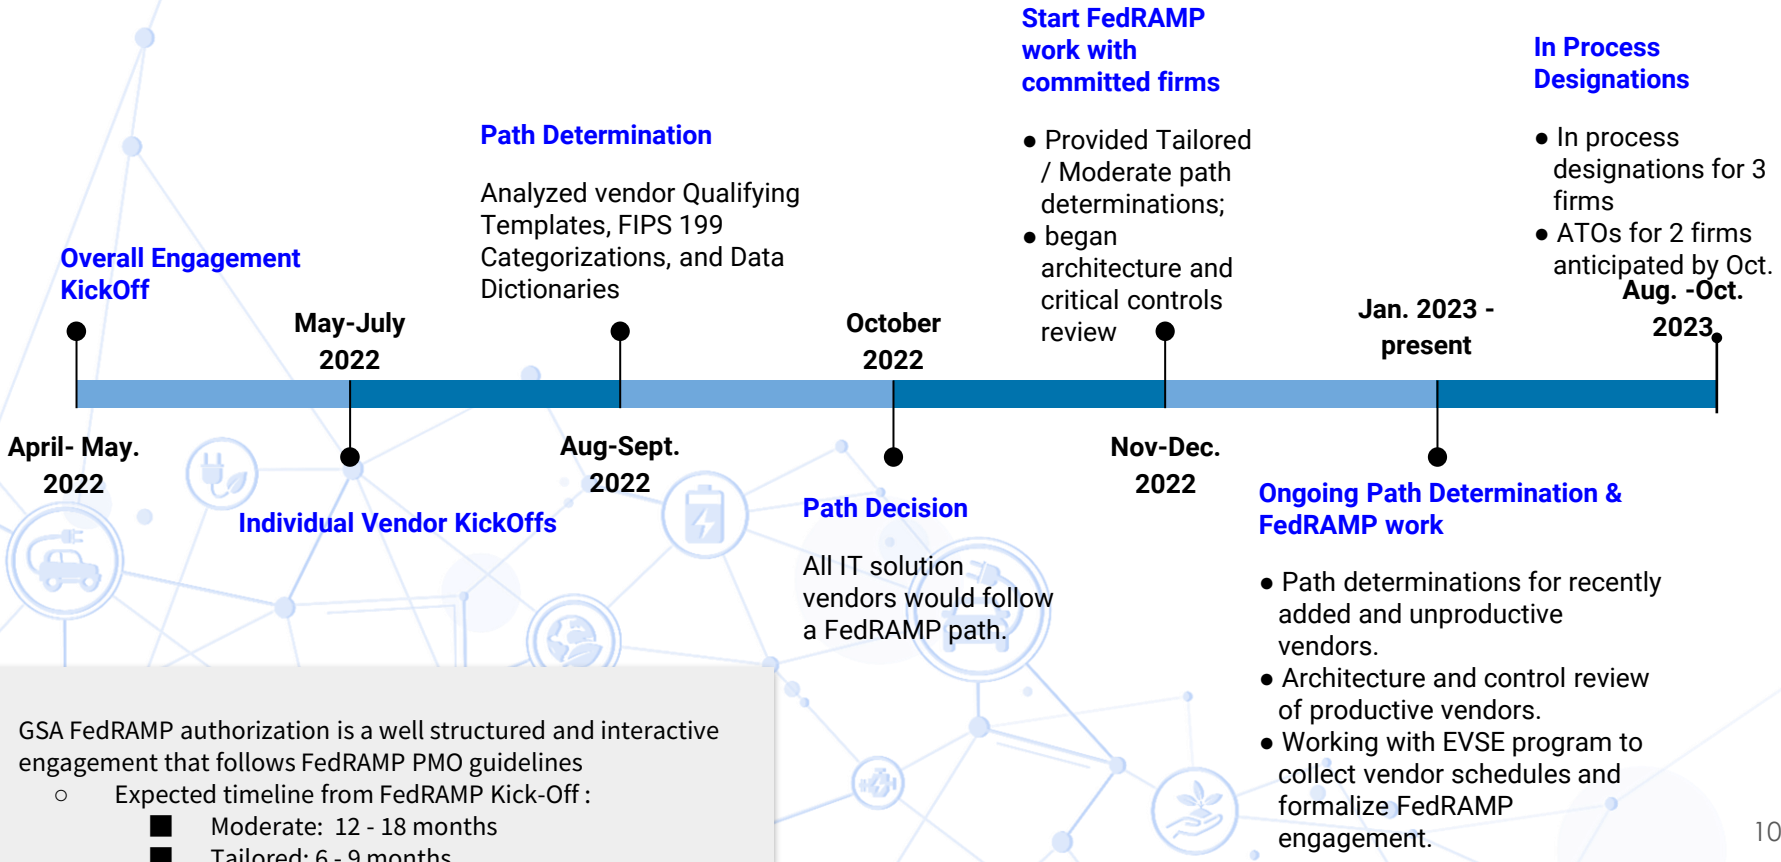 Overall Engagement
KickOff
April- May.
2022
May-July
2022
Individual Vendor KickOffs
Path Determination
Analyzed vendor Qualifying
Templates, FIPS 199
Categorizations, and Data
Dictionaries
Aug-Sept.
2022
October
2022
Path Decision
All IT solution
vendors would follow
a FedRAMP path.
Start FedRAMP
work with
committed firms
● Provided Tailored
/ Moderate path
determinations;
● began
architecture and
critical controls
review
Nov-Dec.
2022
Jan. 2023 -
present
Ongoing Path Determination &
FedRAMP work
● Path determinations for recently
added and unproductive
vendors.
● Architecture and control review
of productive vendors.
● Working with EVSE program to
collect vendor schedules and
formalize FedRAMP
engagement.
In Process
Designations
● In process
designations for 3
firms
● ATOs for 2 firms
anticipated by Oct.
Aug. -Oct.
2023
GSA FedRAMP authorization is a well structured and interactive
engagement that follows FedRAMP PMO guidelines
○ Expected timeline from FedRAMP Kick-Off :
■ Moderate: 12 - 18 months
■ Tailored: 6 - 9 months
10